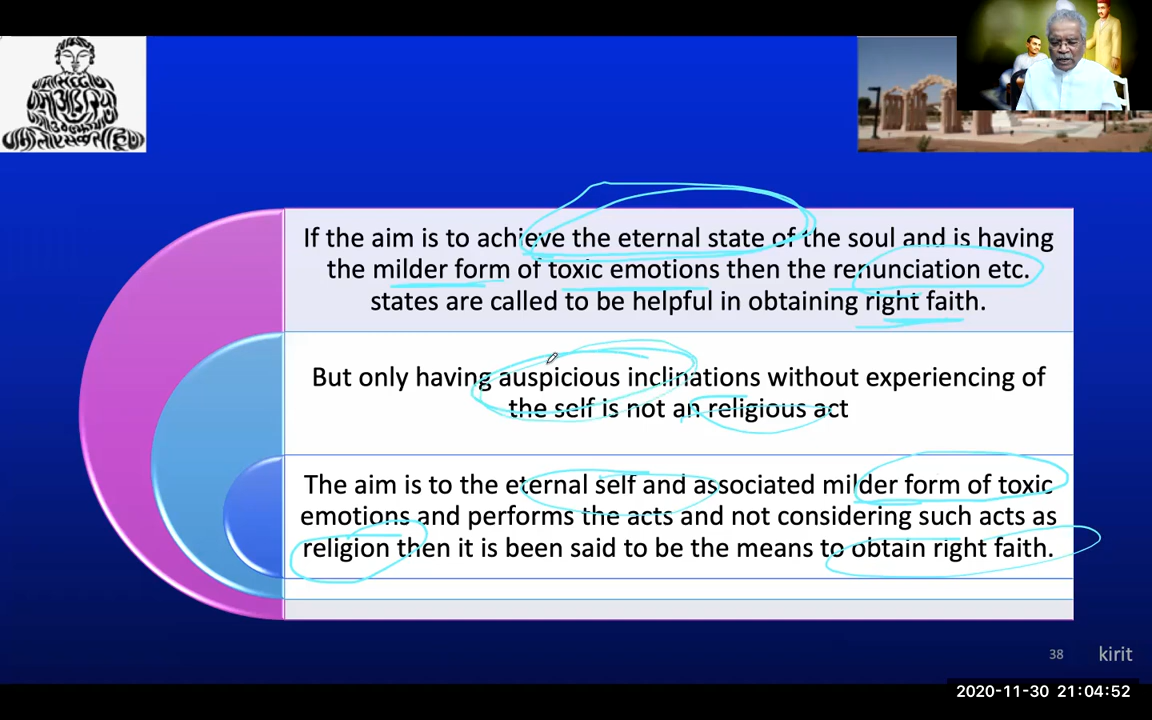 If the aim is to achieve the eternal state of the soul and is having
the milder form of toxic emotions then the renunciation etc.
states are called to be helpful in obtaining right faith.
But only having auspicious inclinations without experiencing of
the self is not an religious act
The aim is to the eternal self and associated milder form of toxic
emotions and performs the acts and not considering such acts as
religion then it is been said to be the means to obtain right faith.
38
kirit
2020-11-30 21:04:52